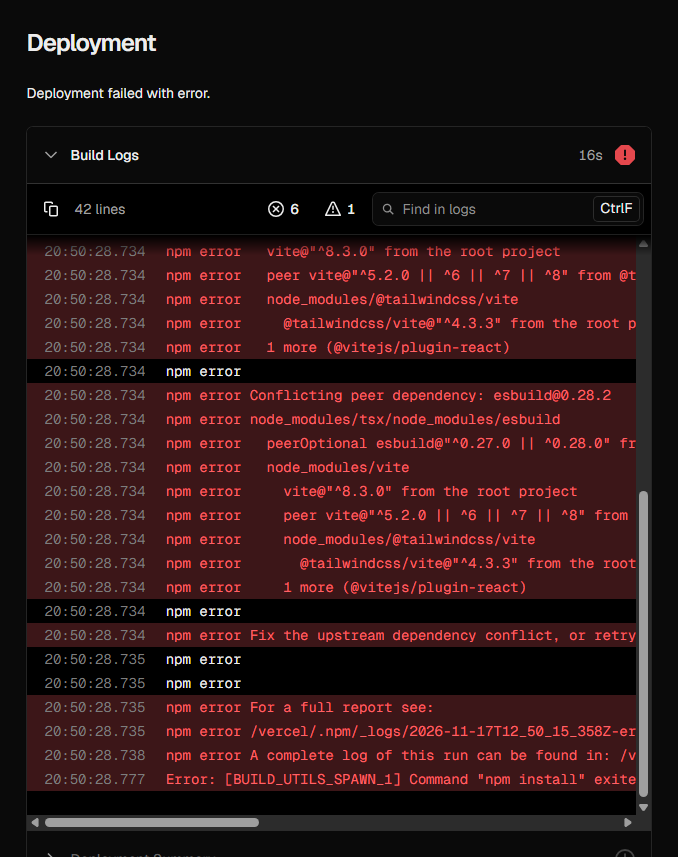 Deployment
Deployment failed with error.
Build Logs 16s
42 lines 6 1 Find in logs CtrlF
20:50:28.734 npm error   vite@"^8.3.0" from the root project
20:50:28.734 npm error   peer vite@"^5.2.0 || ^6 || ^7 || ^8" from @t
20:50:28.734 npm error   node_modules/@tailwindcss/vite
20:50:28.734 npm error     @tailwindcss/vite@"^4.3.3" from the root p
20:50:28.734 npm error   1 more (@vitejs/plugin-react)
20:50:28.734 npm error
20:50:28.734 npm error Conflicting peer dependency: esbuild@0.28.2
20:50:28.734 npm error node_modules/tsx/node_modules/esbuild
20:50:28.734 npm error   peerOptional esbuild@"^0.27.0 || ^0.28.0" fr
20:50:28.734 npm error   node_modules/vite
20:50:28.734 npm error     vite@"^8.3.0" from the root project
20:50:28.734 npm error     peer vite@"^5.2.0 || ^6 || ^7 || ^8" from
20:50:28.734 npm error     node_modules/@tailwindcss/vite
20:50:28.734 npm error       @tailwindcss/vite@"^4.3.3" from the root
20:50:28.734 npm error     1 more (@vitejs/plugin-react)
20:50:28.734 npm error
20:50:28.734 npm error Fix the upstream dependency conflict, or retry
20:50:28.735 npm error
20:50:28.735 npm error
20:50:28.735 npm error For a full report see:
20:50:28.735 npm error /vercel/.npm/_logs/2026-11-17T12_50_15_358Z-er
20:50:28.738 npm error A complete log of this run can be found in: /v
20:50:28.777 Error: [BUILD_UTILS_SPAWN_1] Command "npm install" exite
Deployment Summary